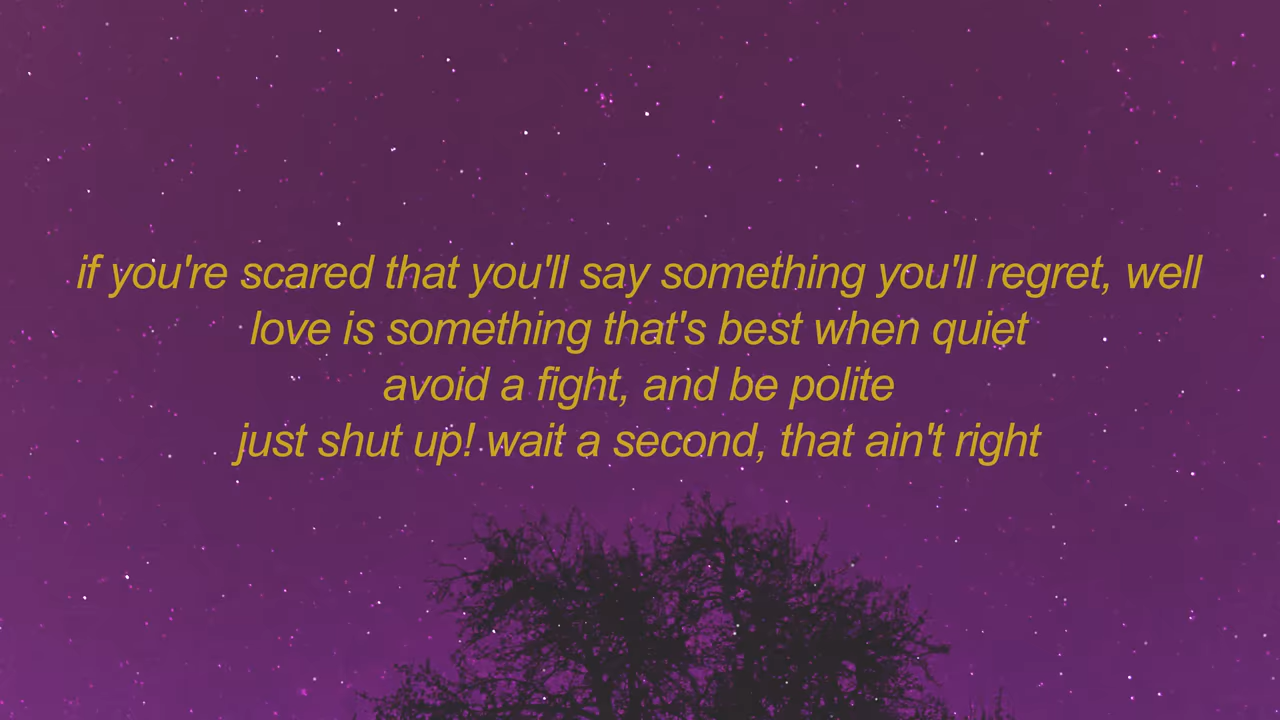 if you're scared that you'll say something you'll regret, well
love is something that's best when quiet
avoid a fight, and be polite
just shut up! wait a second, that ain't right